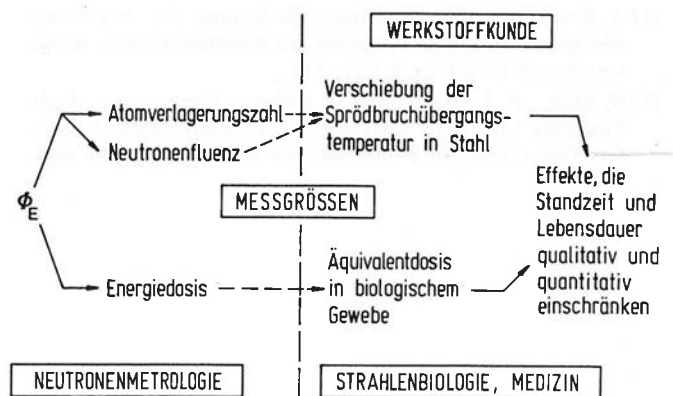 WERKSTOFFKUNDE
Atomverlagerungszahl
Neutronenfluenz
Verschiebung der
Sprödbruchübergangs-
temperatur in Stahl
Φ_E
MESSGRÖSSEN
Effekte, die
Standzeit und
Lebensdauer
qualitativ und
quantitativ
einschränken
Energiedosis
Äquivalentdosis
in biologischem
Gewebe
NEUTRONENMETROLOGIE
STRAHLENBIOLOGIE, MEDIZIN